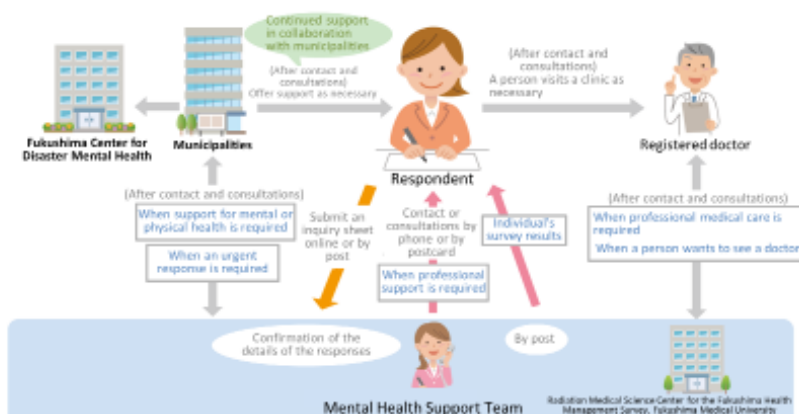 Continued support
in collaboration
with municipalities
(After contact and
consultations)
Offer support as necessary
(After contact and
consultations)
A person visits a clinic as
necessary
Fukushima Center for
Disaster Mental Health
Municipalities
Respondent
Registered doctor
(After contact and consultations)
When support for mental or
physical health is required
When an urgent
response is required
Submit an
inquiry sheet
online or by
post
Contact or
consultations by
phone or by
postcard
When professional
support is required
Individual's
survey results
(After contact and consultations)
When professional medical care is
required
When a person wants to see a doctor
Confirmation of the
details of the responses
By post
Mental Health Support Team
Radiation Medical Science Center for the Fukushima Health
Management Survey, Fukushima Medical University